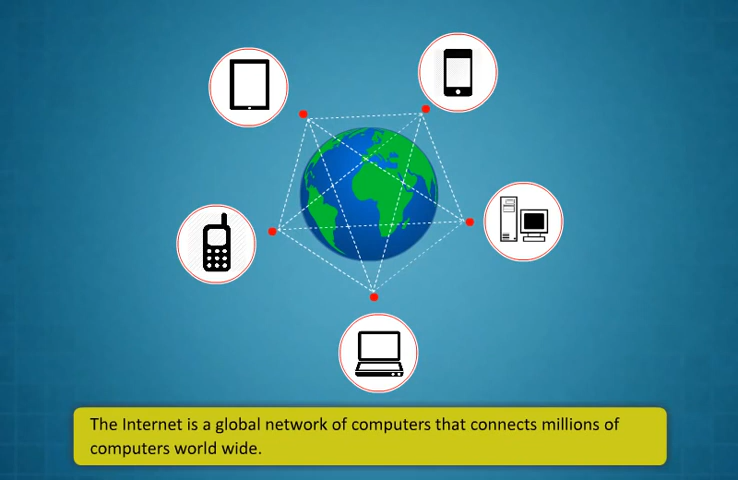 The Internet is a global network of computers that connects millions of
computers world wide.